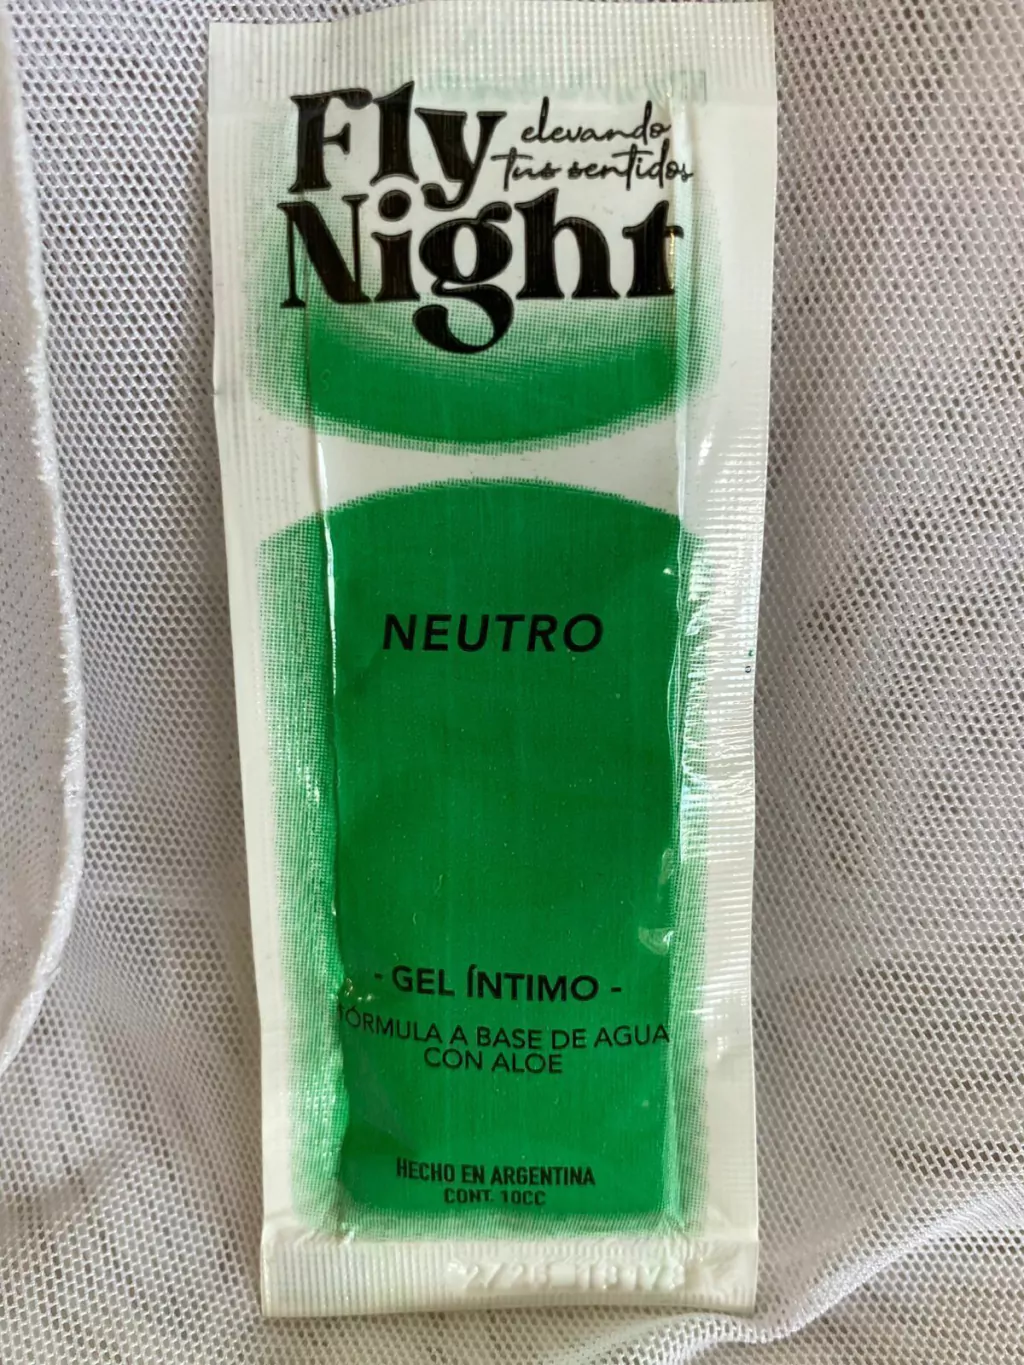 Fly
elevando
tus sentidos
Night
NEUTRO
- GEL ÍNTIMO -
FÓRMULA A BASE DE AGUA
CON ALOE
HECHO EN ARGENTINA
CONT. 10CC